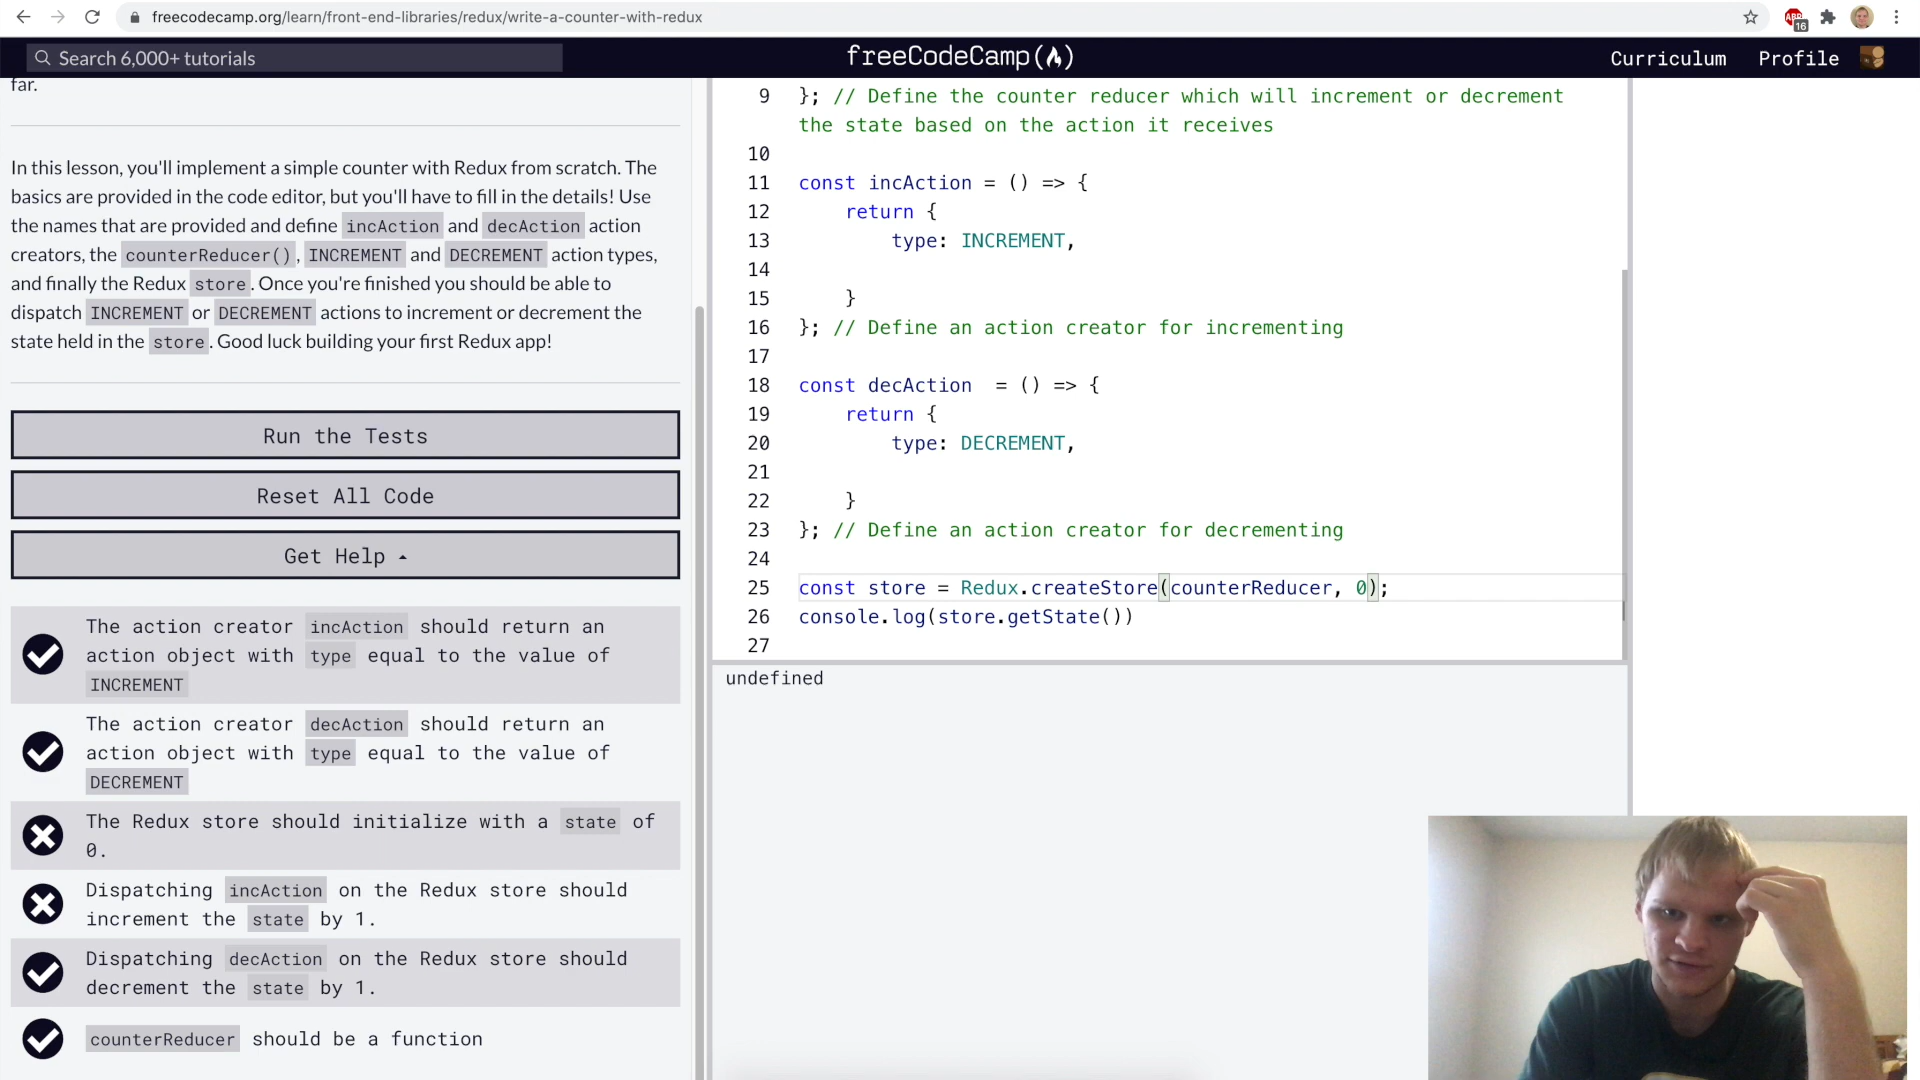 freecodecamp.org/learn/front-end-libraries/redux/write-a-counter-with-redux
ABP
16
Search 6,000+ tutorials
freeCodeCamp
Curriculum
Profile
far.
In this lesson, you'll implement a simple counter with Redux from scratch. The
basics are provided in the code editor, but you'll have to fill in the details! Use
the names that are provided and define incAction and decAction action
creators, the counterReducer(), INCREMENT and DECREMENT action types,
and finally the Redux store. Once you're finished you should be able to
dispatch INCREMENT or DECREMENT actions to increment or decrement the
state held in the store. Good luck building your first Redux app!
Run the Tests
Reset All Code
Get Help
The action creator incAction should return an
action object with type equal to the value of
INCREMENT
The action creator decAction should return an
action object with type equal to the value of
DECREMENT
The Redux store should initialize with a state of
0.
Dispatching incAction on the Redux store should
increment the state by 1.
Dispatching decAction on the Redux store should
decrement the state by 1.
counterReducer should be a function
9 }; // Define the counter reducer which will increment or decrement
the state based on the action it receives
10
11 const incAction = () => {
12 return {
13 type: INCREMENT,
14
15 }
16 }; // Define an action creator for incrementing
17
18 const decAction  = () => {
19 return {
20 type: DECREMENT,
21
22 }
23 }; // Define an action creator for decrementing
24
25 const store = Redux.createStore(counterReducer, 0);
26 console.log(store.getState())
27
undefined